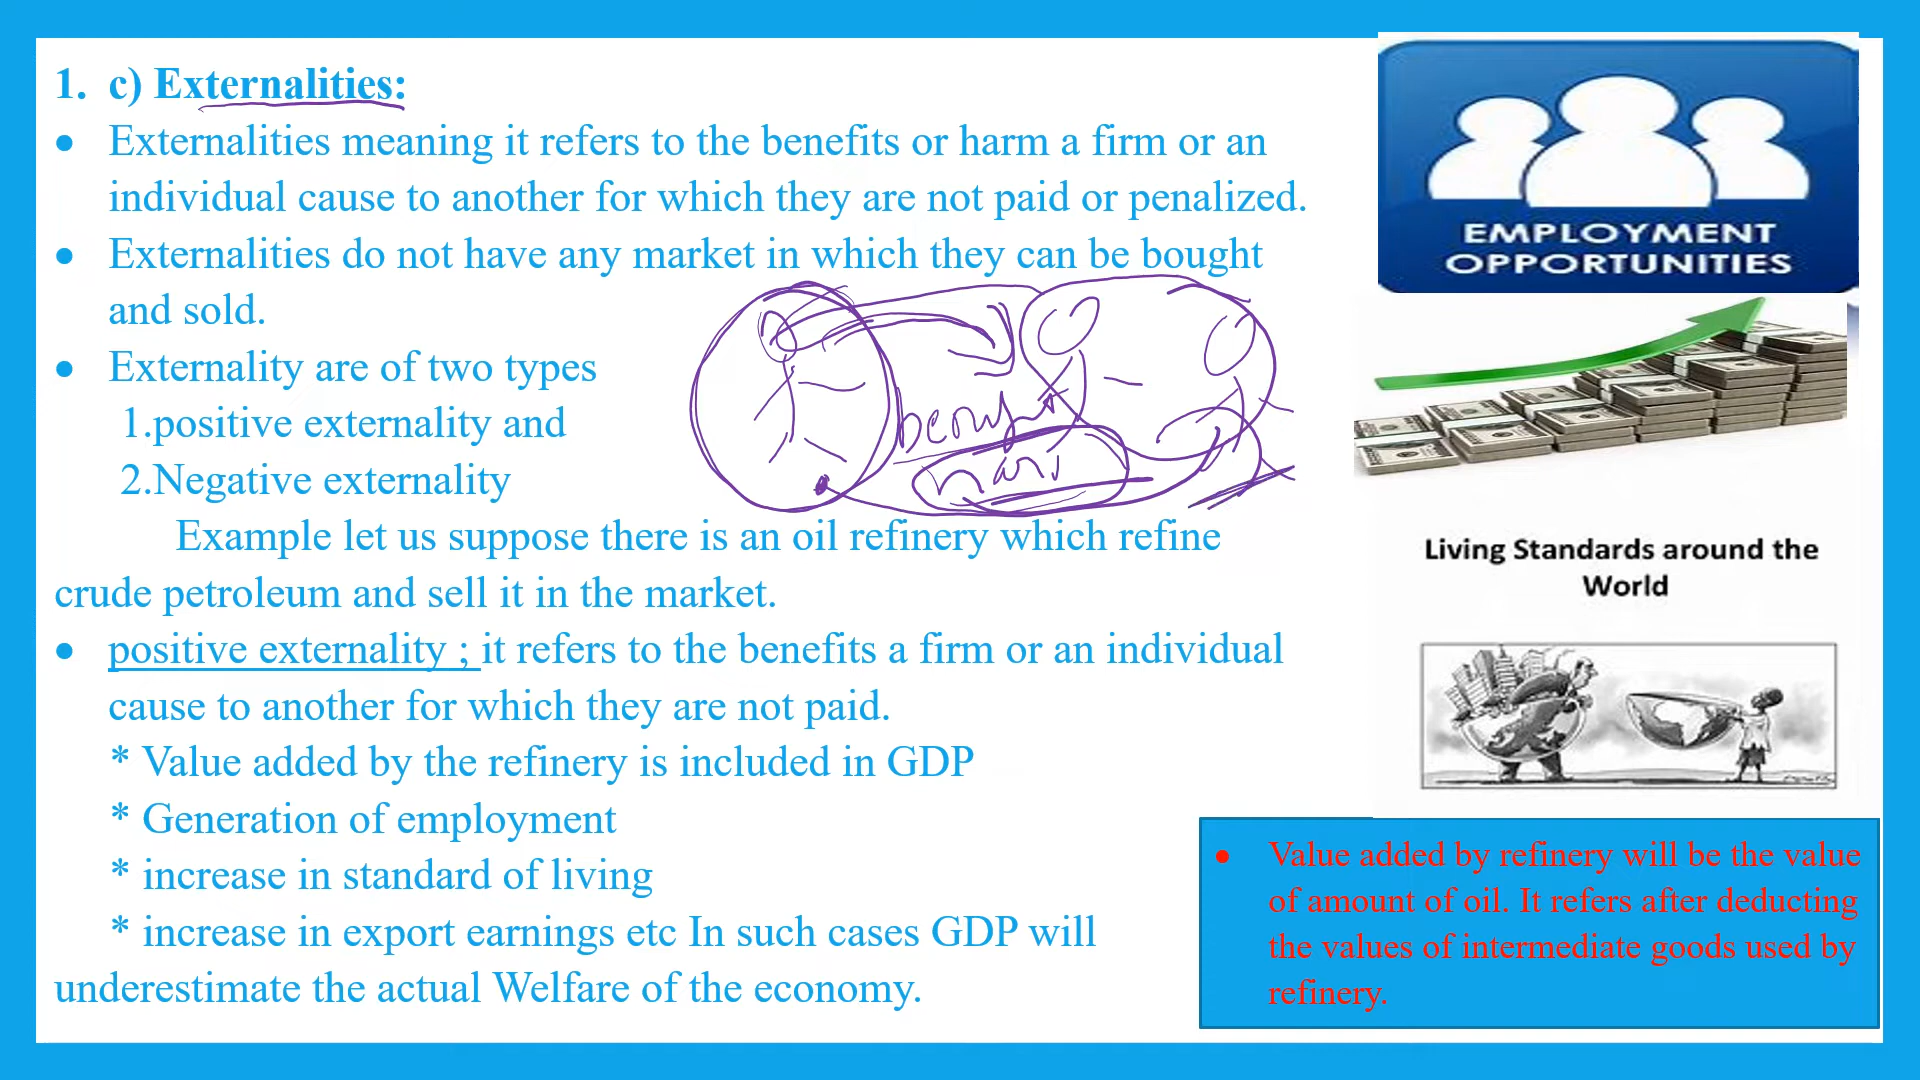 1. c) Externalities:
• Externalities meaning it refers to the benefits or harm a firm or an
individual cause to another for which they are not paid or penalized.
• Externalities do not have any market in which they can be bought
and sold.
• Externality are of two types
1.positive externality and
2.Negative externality
Example let us suppose there is an oil refinery which refine
crude petroleum and sell it in the market.
• positive externality ; it refers to the benefits a firm or an individual
cause to another for which they are not paid.
* Value added by the refinery is included in GDP
* Generation of employment
* increase in standard of living
* increase in export earnings etc In such cases GDP will
underestimate the actual Welfare of the economy.
EMPLOYMENT
OPPORTUNITIES
Living Standards around the
World
• Value added by refinery will be the value
of amount of oil. It refers after deducting
the values of intermediate goods used by
refinery.